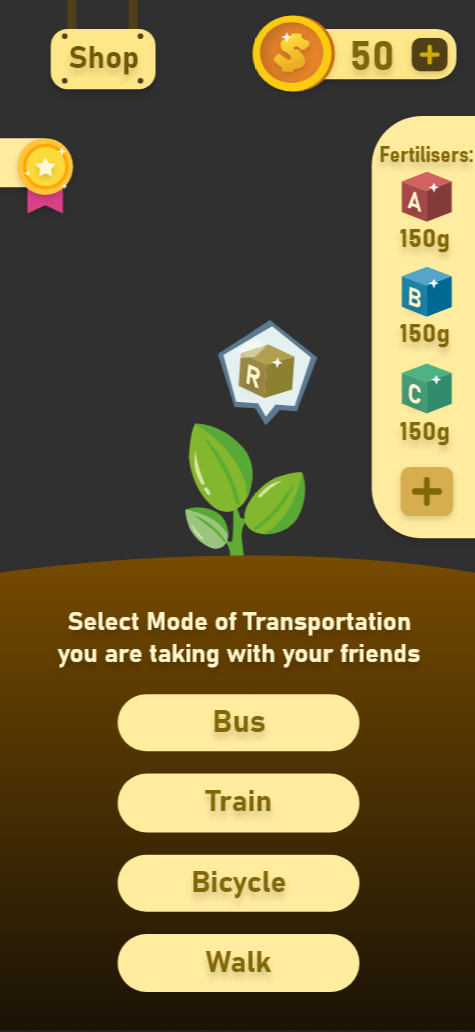 Shop
50
Fertilisers:
A
150g
B
150g
R
C
150g
Select Mode of Transportation
you are taking with your friends
Bus
Train
Bicycle
Walk